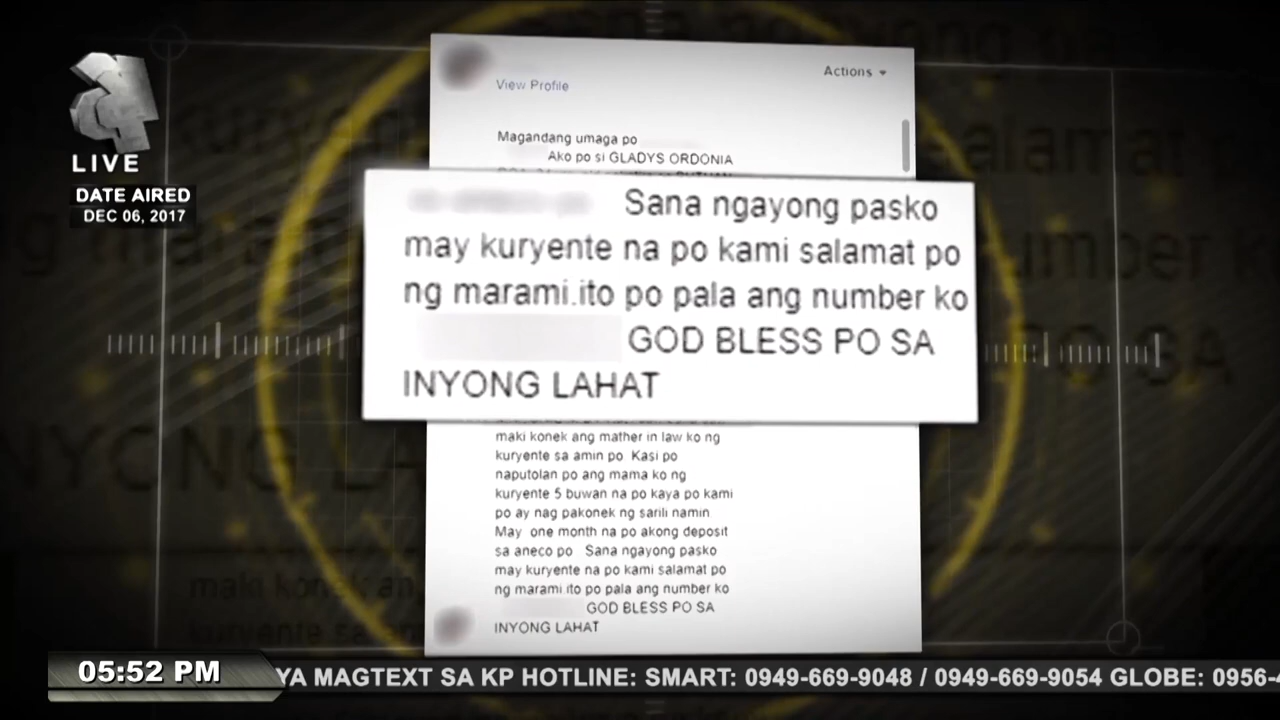 LIVE
DATE AIRED
DEC 06, 2017
View Profile
Actions
Magandang umaga po
Ako po si GLADYS ORDONIA
Sana ngayong pasko
may kuryente na po kami salamat po
ng marami.ito po pala ang number ko
GOD BLESS PO SA
INYONG LAHAT
maki konek ang mather in law ko ng
kuryente sa amin po Kasi po
naputolan po ang mama ko ng
kuryente 5 buwan na po kaya po kami
po ay nag pakonek ng sarili namin
May one month na po akong deposit
sa aneco po Sana ngayong pasko
may kuryente na po kami salamat po
ng marami.ito po pala ang number ko
GOD BLESS PO SA
INYONG LAHAT
05:52 PM
YA MAGTEXT SA KP HOTLINE: SMART: 0949-669-9048 / 0949-669-9054 GLOBE: 0956-